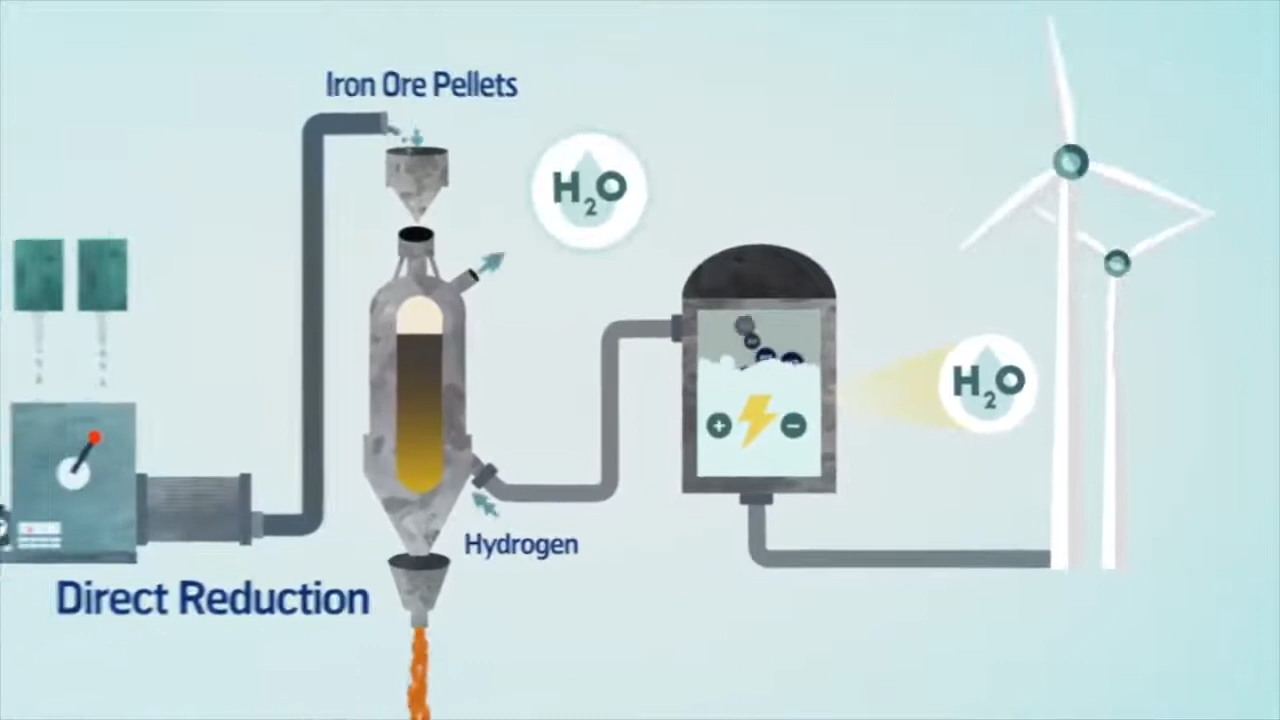 Iron Ore Pellets
H₂O
H₂O
+ −
Hydrogen
Direct Reduction